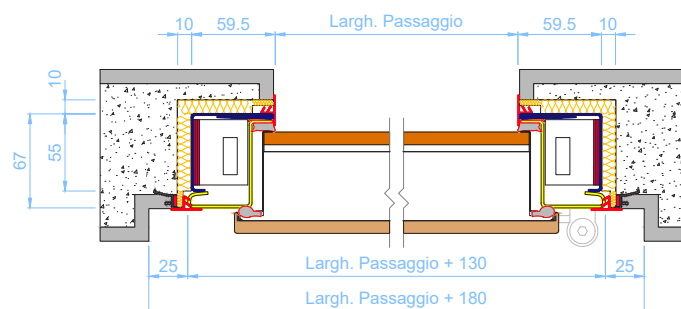 10 59.5 Largh. Passaggio 59.5 10
10
67
55
25 Largh. Passaggio + 130 25
Largh. Passaggio + 180